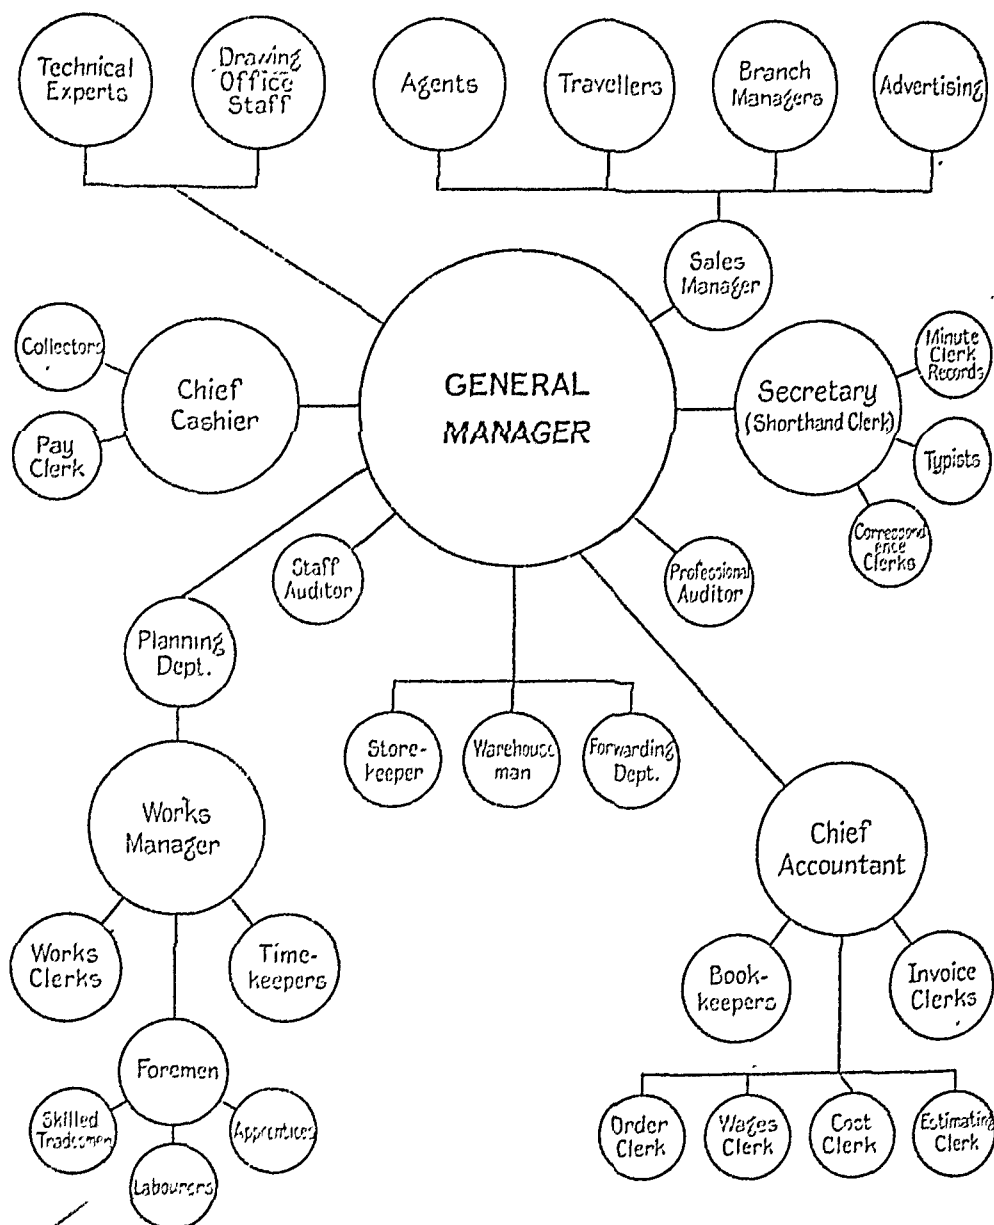 Technical
Experts
Drawing
Office
Staff
Agents
Travellers
Branch
Managers
Advertising
Sales
Manager
Collectors
Chief
Cashier
Pay
Clerk
GENERAL
MANAGER
Secretary
(Shorthand Clerk)
Minute
Clerk
Records
Typists
Correspond
ence
Clerks
Staff
Auditor
Professional
Auditor
Planning
Dept.
Store-
keeper
Warehouse
man
Forwarding
Dept.
Works
Manager
Chief
Accountant
Works
Clerks
Time-
keepers
Book-
keepers
Invoice
Clerks
Foremen
Skilled
Tradesmen
Apprentices
Labourers
Order
Clerk
Wages
Clerk
Cost
Clerk
Estimating
Clerk